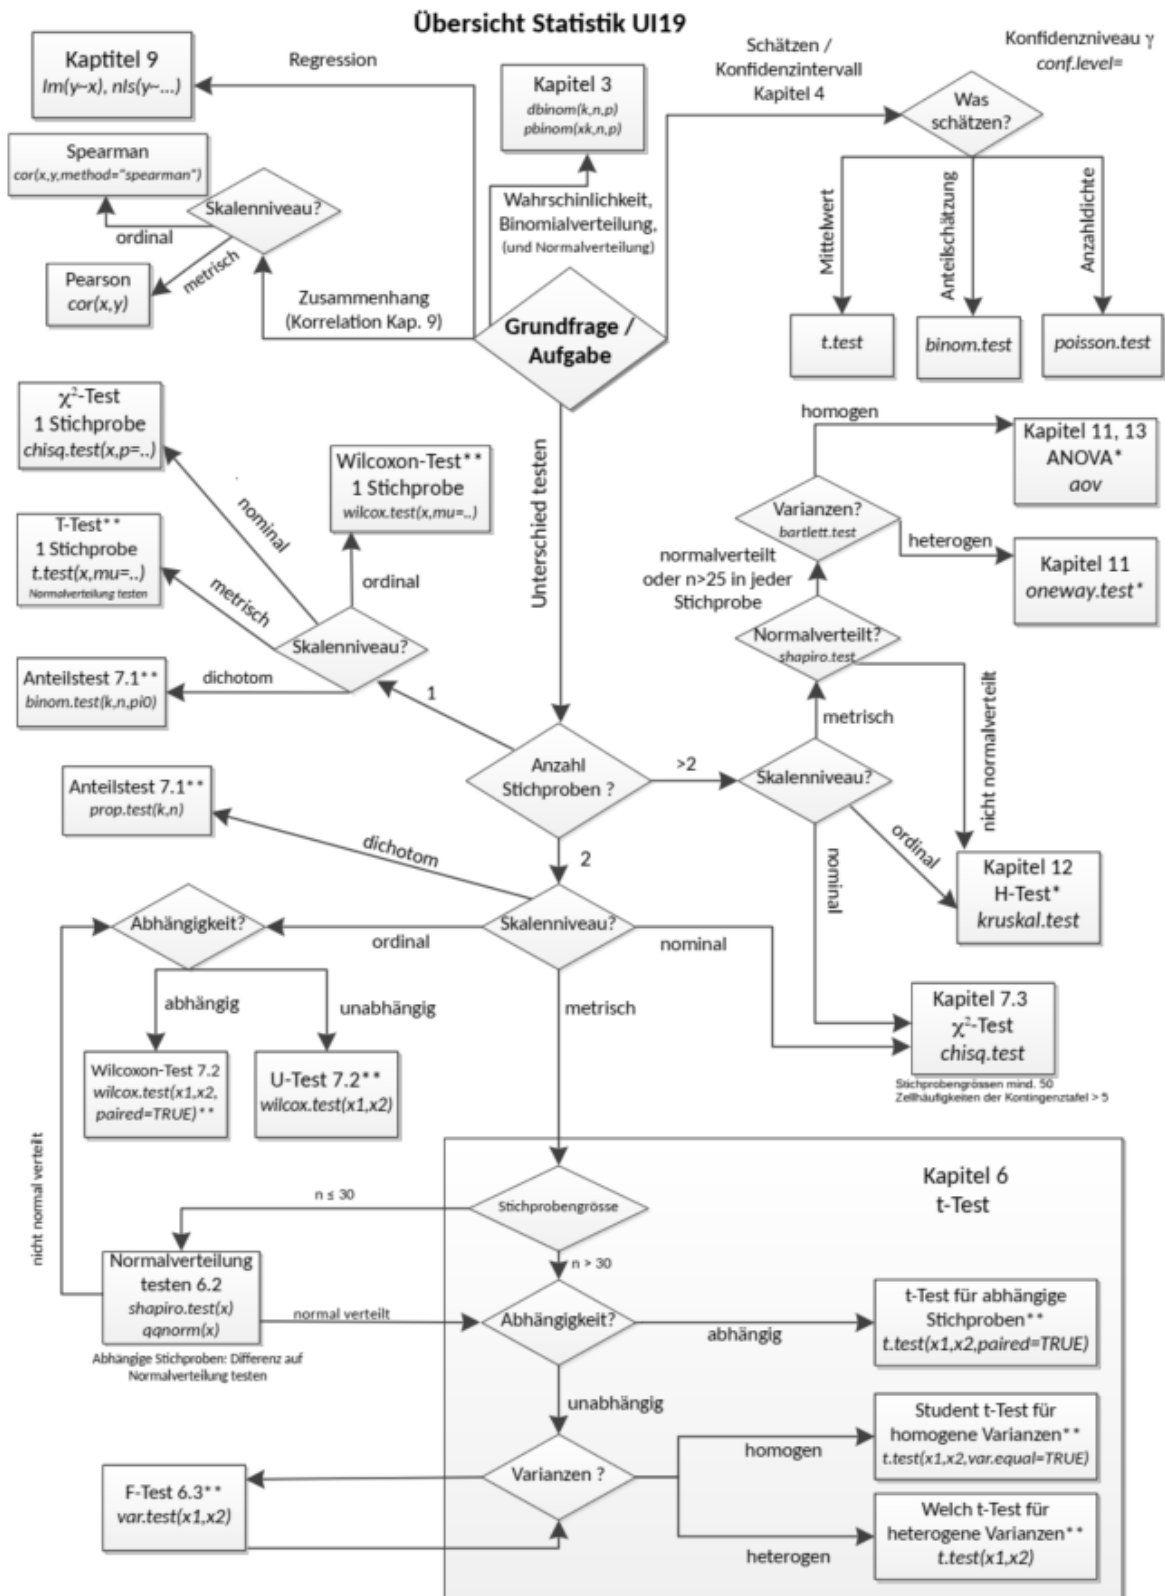 Übersicht Statistik UI19
Kaptitel 9
lm(y~x), nls(y~...)
Regression
Kapitel 3
dbinom(k,n,p)
pbinom(xk,n,p)
Schätzen /
Konfidenzintervall
Kapitel 4
Konfidenzniveau γ
conf.level=
Was
schätzen?
Spearman
cor(x,y,method="spearman")
Skalenniveau?
ordinal
metrisch
Pearson
cor(x,y)
Wahrschinlichkeit,
Binomialverteilung,
(und Normalverteilung)
Zusammenhang
(Korrelation Kap. 9)
Grundfrage /
Aufgabe
Mittelwert
Anteilschätzung
Anzahldichte
t.test
binom.test
poisson.test
χ²-Test
1 Stichprobe
chisq.test(x,p=..)
nominal
Wilcoxon-Test**
1 Stichprobe
wilcox.test(x,mu=..)
ordinal
T-Test**
1 Stichprobe
t.test(x,mu=..)
Normalverteilung testen
metrisch
Skalenniveau?
Anteilstest 7.1**
binom.test(k,n,pi0)
dichotom
1
Unterschied testen
homogen
Kapitel 11, 13
ANOVA*
aov
Varianzen?
bartlett.test
heterogen
Kapitel 11
oneway.test*
normalverteilt
oder n>25 in jeder
Stichprobe
Normalverteilt?
shapiro.test
nicht normalverteilt
metrisch
Anzahl
Stichproben ?
>2
Skalenniveau?
ordinal
nominal
Kapitel 12
H-Test*
kruskal.test
Anteilstest 7.1**
prop.test(k,n)
dichotom
2
Abhängigkeit?
ordinal
Skalenniveau?
nominal
abhängig
unabhängig
metrisch
Kapitel 7.3
χ²-Test
chisq.test
Stichprobengrössen mind. 50
Zellhäufigkeiten der Kontingenztafel > 5
Wilcoxon-Test 7.2
wilcox.test(x1,x2,
paired=TRUE)**
U-Test 7.2**
wilcox.test(x1,x2)
nicht normal verteilt
Kapitel 6
t-Test
n ≤ 30
Stichprobengrösse
n > 30
Normalverteilung
testen 6.2
shapiro.test(x)
qqnorm(x)
normal verteilt
Abhängige Stichproben: Differenz auf
Normalverteilung testen
Abhängigkeit?
abhängig
t-Test für abhängige
Stichproben**
t.test(x1,x2,paired=TRUE)
unabhängig
Student t-Test für
homogene Varianzen**
t.test(x1,x2,var.equal=TRUE)
homogen
Varianzen ?
F-Test 6.3**
var.test(x1,x2)
heterogen
Welch t-Test für
heterogene Varianzen**
t.test(x1,x2)